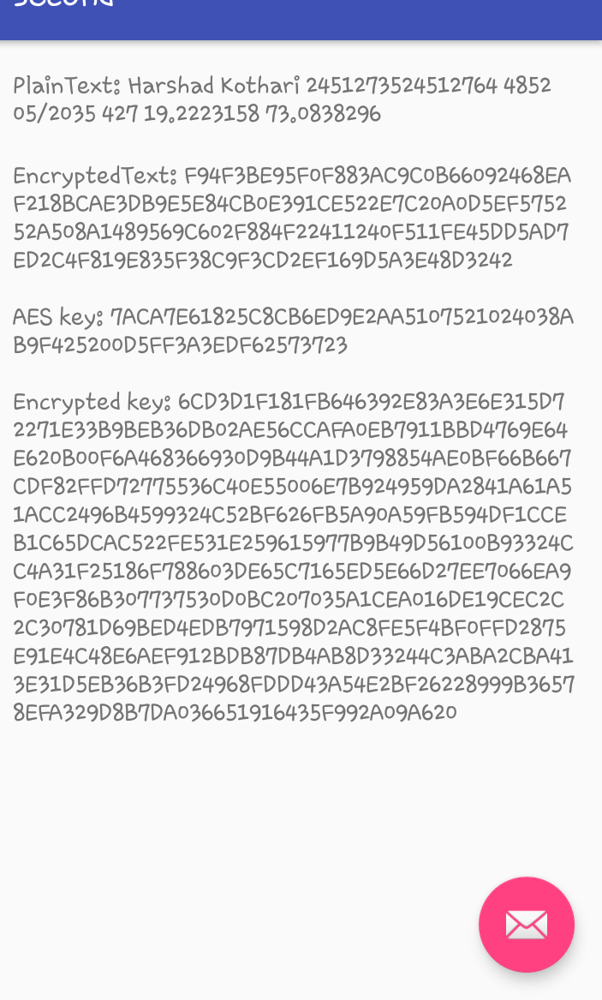 second
PlainText: Harshad Kothari 2451273524512764 4852
05/2035 427 19.2223158 73.0838296
EncryptedText: F94F3BE95F0F883AC9C0B66092468EA
F218BCAE3DB9E5E84CB0E391CE522E7C20A0D5EF5752
52A508A1489569C602F884F22411240F511FE45DD5AD7
ED2C4F819E835F38C9F3CD2EF169D5A3E48D3242
AES key: 7ACA7E61825C8CB6ED9E2AA5107521024038A
B9F425200D5FF3A3EDF62573723
Encrypted key: 6CD3D1F181FB646392E83A3E6E315D7
2271E33B9BEB36DB02AE56CCAFA0EB7911BBD4769E64
E620B00F6A468366930D9B44A1D3798854AE0BF66B667
CDF82FFD72775536C40E55006E7B924959DA2841A61A5
1ACC2496B4599324C52BF626FB5A90A59FB594DF1CCE
B1C65DCAC522FE531E259615977B9B49D56100B93324C
C4A31F25186F788603DE65C7165ED5E66D27EE7066EA9
F0E3F86B307737530D0BC207035A1CEA016DE19CEC2C
2C30781D69BED4EDB7971598D2AC8FE5F4BF0FFD2875
E91E4C48E6AEF912BDB87DB4AB8D33244C3ABA2CBA41
3E31D5EB36B3FD24968FDDD43A54E2BF26228999B3657
8EFA329D8B7DA036651916435F992A09A620